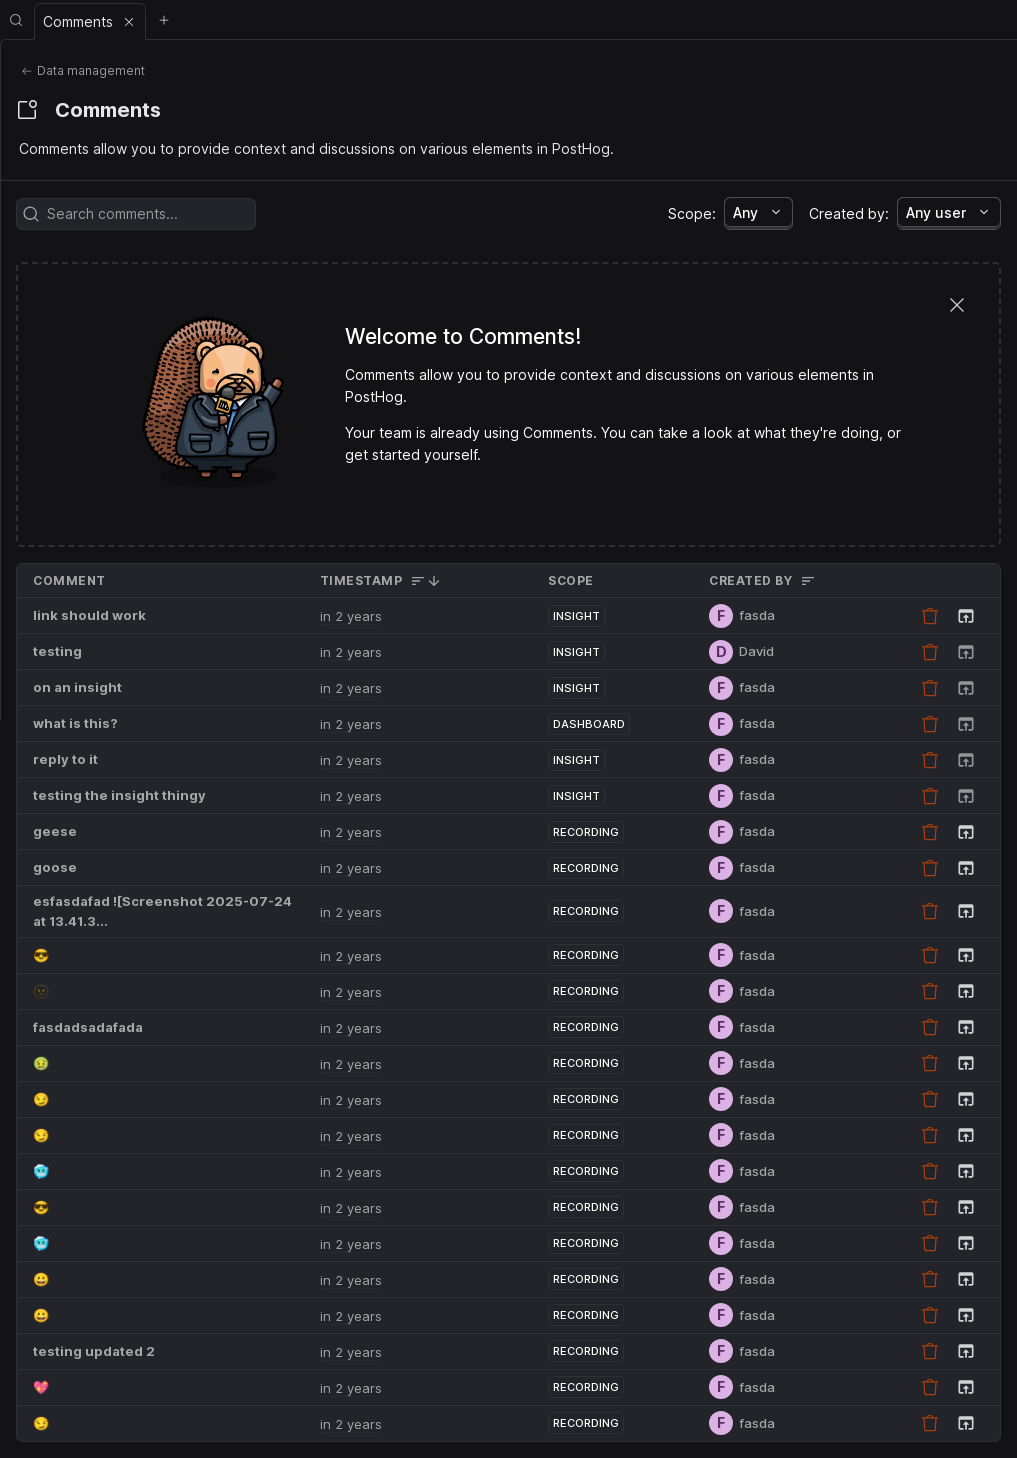 Comments
Data management
Comments
Comments allow you to provide context and discussions on various elements in PostHog.
Search comments...
Scope: Any Created by: Any user
Welcome to Comments!
Comments allow you to provide context and discussions on various elements in
PostHog.
Your team is already using Comments. You can take a look at what they're doing, or
get started yourself.
COMMENT TIMESTAMP SCOPE CREATED BY
link should work in 2 years INSIGHT F fasda
testing in 2 years INSIGHT D David
on an insight in 2 years INSIGHT F fasda
what is this? in 2 years DASHBOARD F fasda
reply to it in 2 years INSIGHT F fasda
testing the insight thingy in 2 years INSIGHT F fasda
geese in 2 years RECORDING F fasda
goose in 2 years RECORDING F fasda
esfasdafad ![Screenshot 2025-07-24
at 13.41.3... in 2 years RECORDING F fasda
😎 in 2 years RECORDING F fasda
🫥 in 2 years RECORDING F fasda
fasdadsadafada in 2 years RECORDING F fasda
🤢 in 2 years RECORDING F fasda
😏 in 2 years RECORDING F fasda
😏 in 2 years RECORDING F fasda
🥶 in 2 years RECORDING F fasda
😎 in 2 years RECORDING F fasda
🥶 in 2 years RECORDING F fasda
😀 in 2 years RECORDING F fasda
😀 in 2 years RECORDING F fasda
testing updated 2 in 2 years RECORDING F fasda
💖 in 2 years RECORDING F fasda
😏 in 2 years RECORDING F fasda